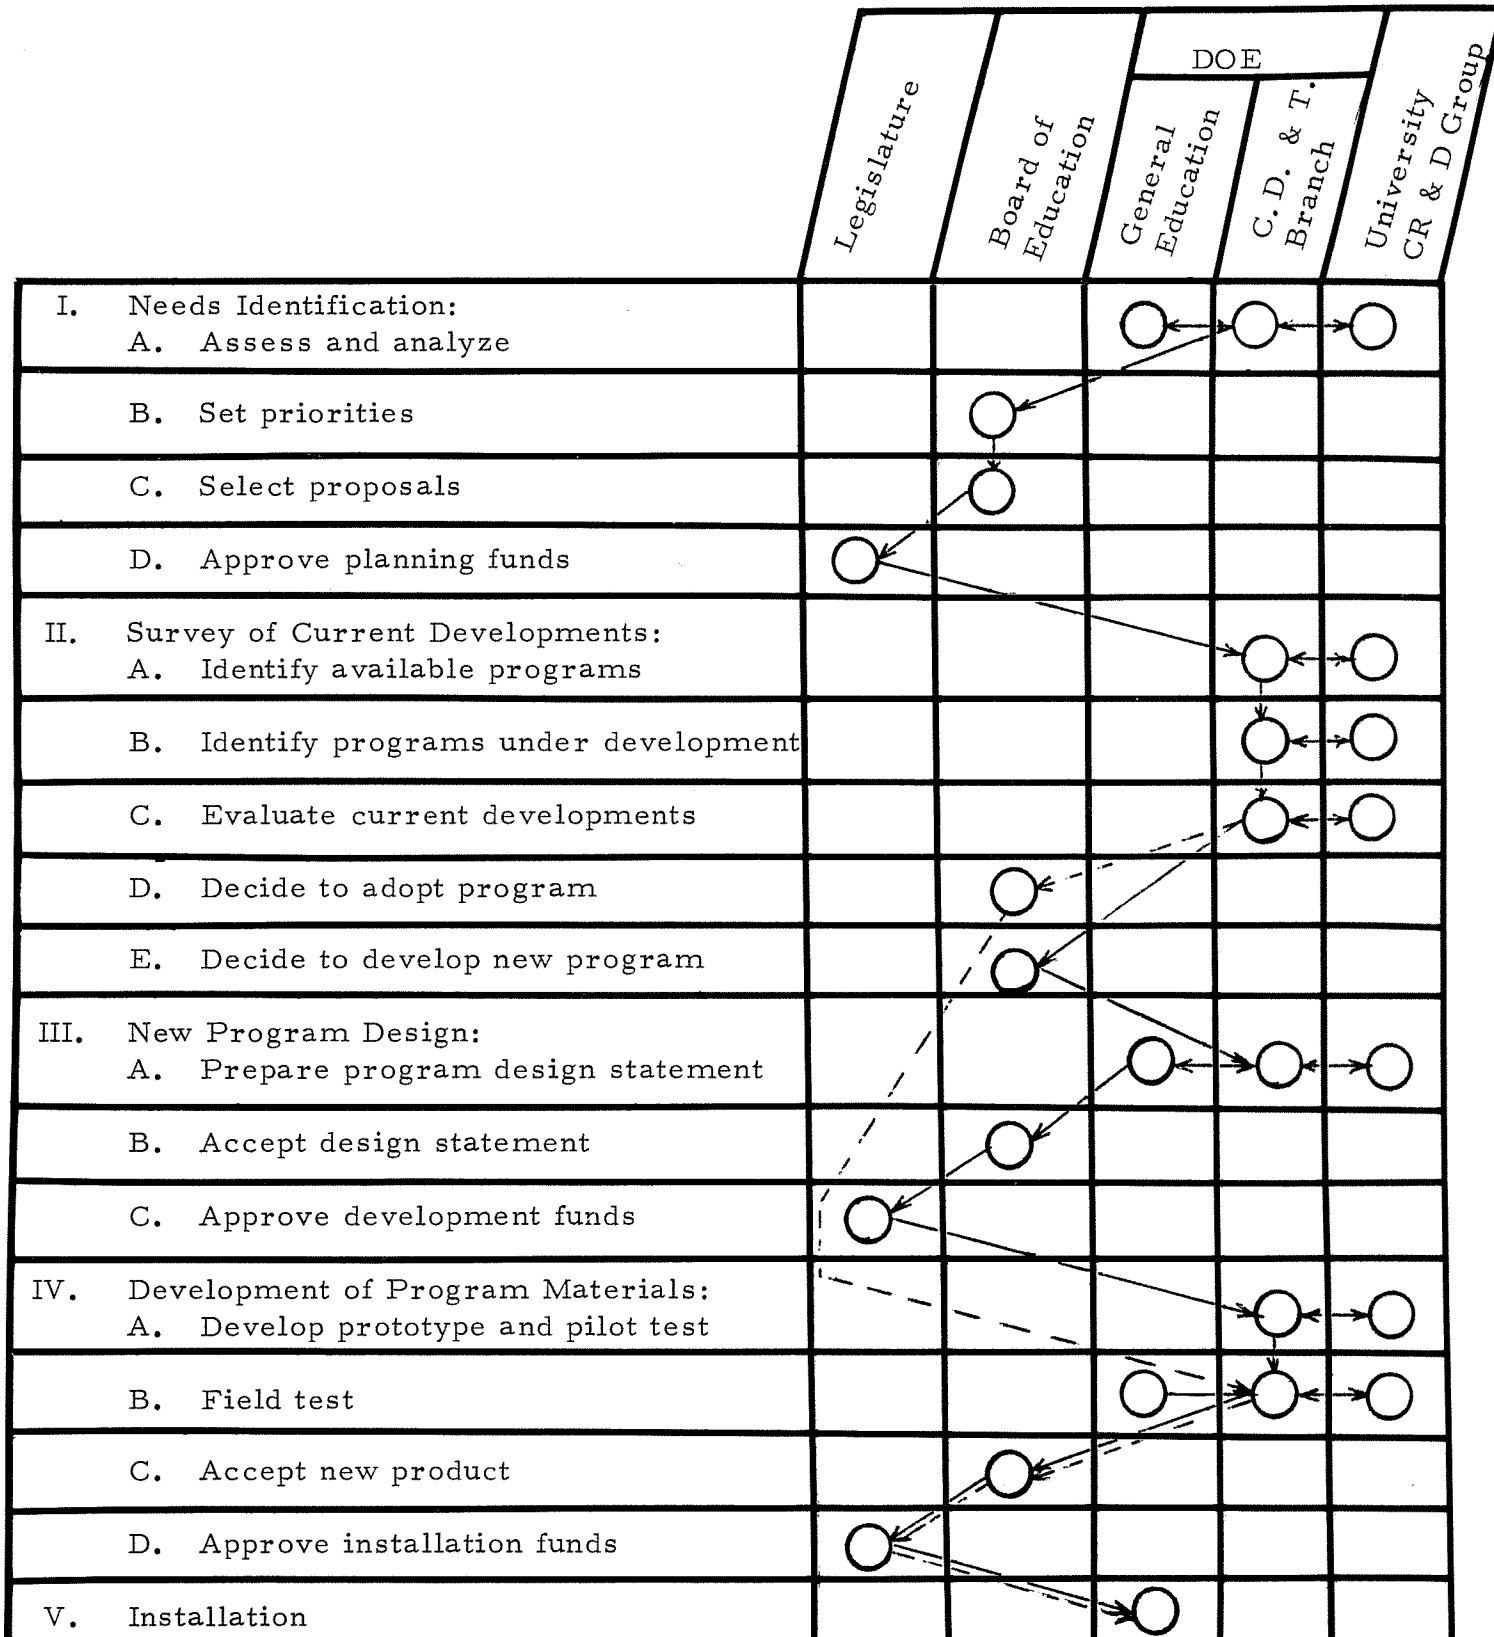 DOE
Legislature
Board of
Education
General
Education
C. D. & T.
Branch
University
CR & D Group
I. Needs Identification:
A. Assess and analyze
B. Set priorities
C. Select proposals
D. Approve planning funds
II. Survey of Current Developments:
A. Identify available programs
B. Identify programs under development
C. Evaluate current developments
D. Decide to adopt program
E. Decide to develop new program
III. New Program Design:
A. Prepare program design statement
B. Accept design statement
C. Approve development funds
IV. Development of Program Materials:
A. Develop prototype and pilot test
B. Field test
C. Accept new product
D. Approve installation funds
V. Installation